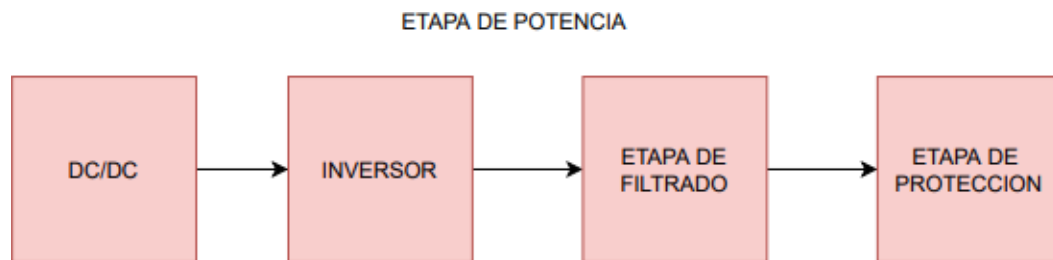 ETAPA DE POTENCIA
DC/DC
INVERSOR
ETAPA DE
FILTRADO
ETAPA DE
PROTECCION